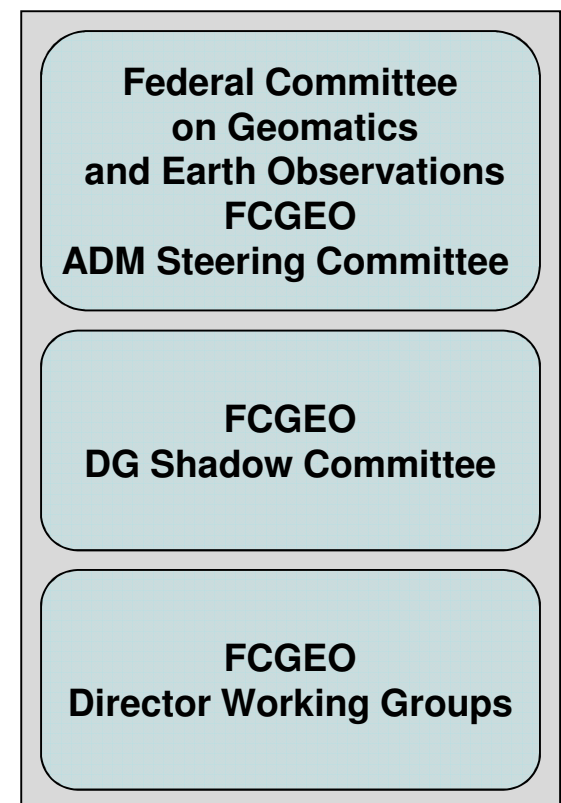 Federal Committee
on Geomatics
and Earth Observations
FCGEO
ADM Steering Committee
FCGEO
DG Shadow Committee
FCGEO
Director Working Groups